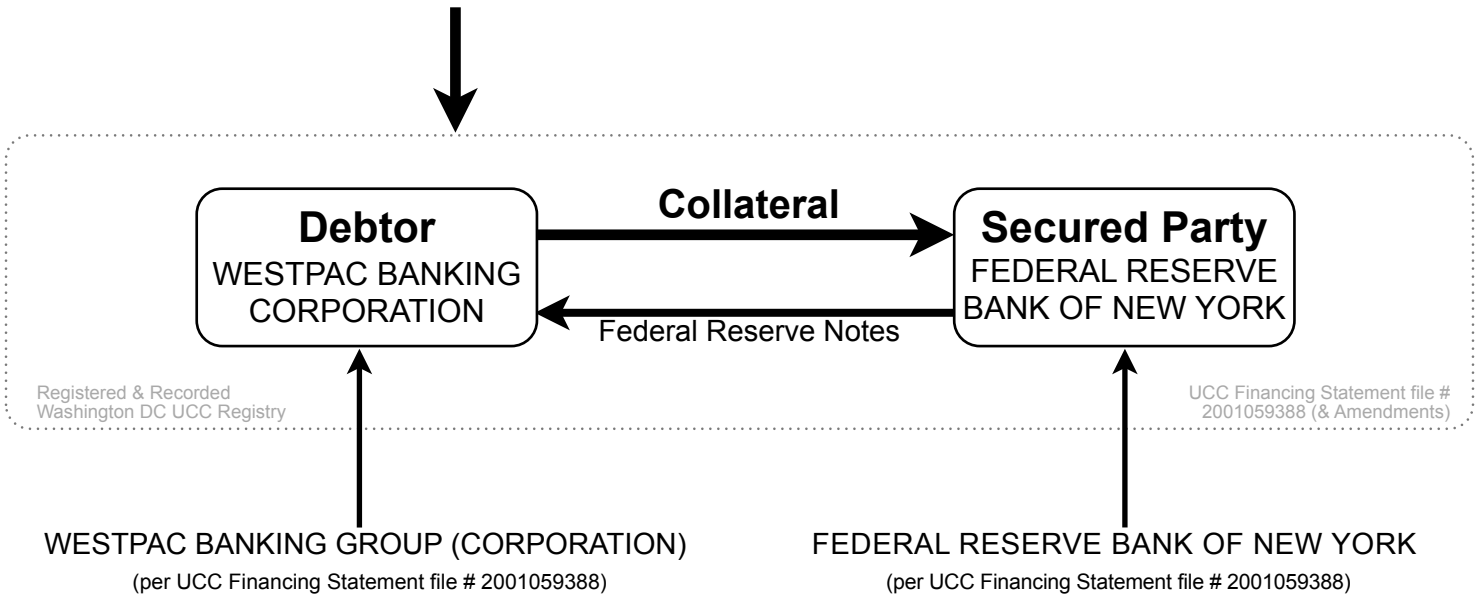 Debtor
WESTPAC BANKING
CORPORATION
Collateral
Federal Reserve Notes
Secured Party
FEDERAL RESERVE
BANK OF NEW YORK
Registered & Recorded
Washington DC UCC Registry
UCC Financing Statement file #
2001059388 (& Amendments)
WESTPAC BANKING GROUP (CORPORATION)
(per UCC Financing Statement file # 2001059388)
FEDERAL RESERVE BANK OF NEW YORK
(per UCC Financing Statement file # 2001059388)